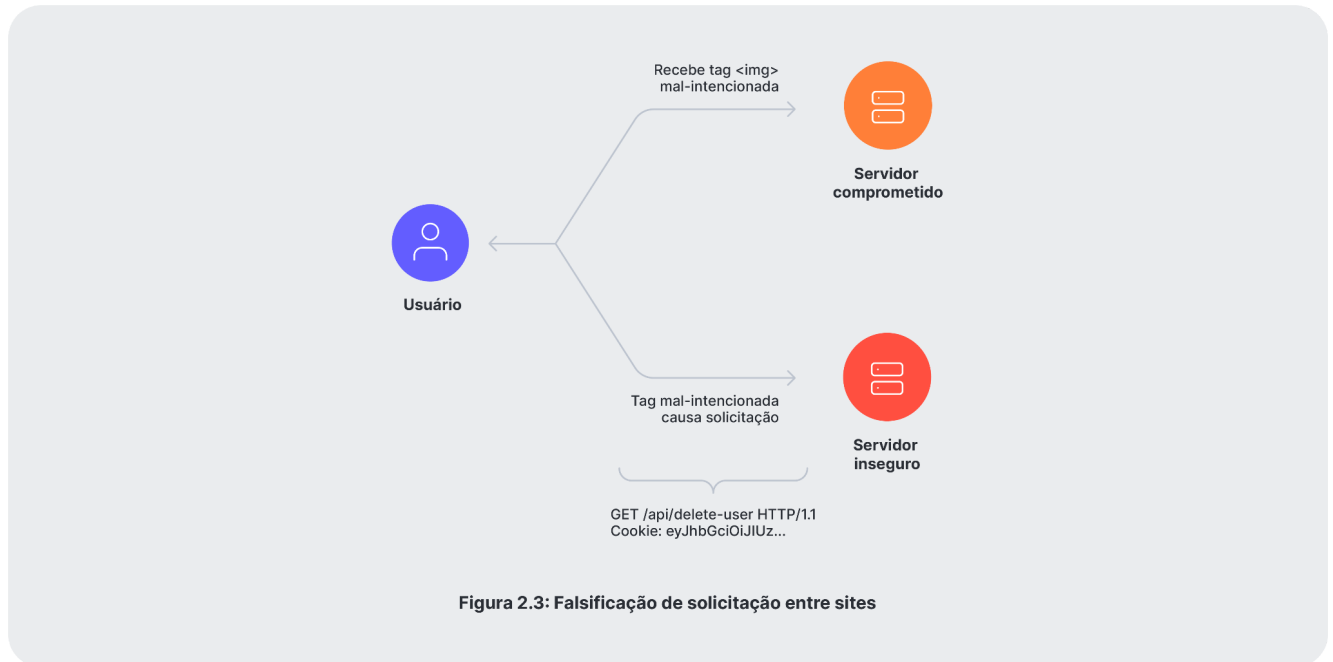 Recebe tag <img>
mal-intencionada
Servidor
comprometido
Usuário
Tag mal-intencionada
causa solicitação
Servidor
inseguro
GET /api/delete-user HTTP/1.1
Cookie: eyJhbGciOiJIUz...
Figura 2.3: Falsificação de solicitação entre sites